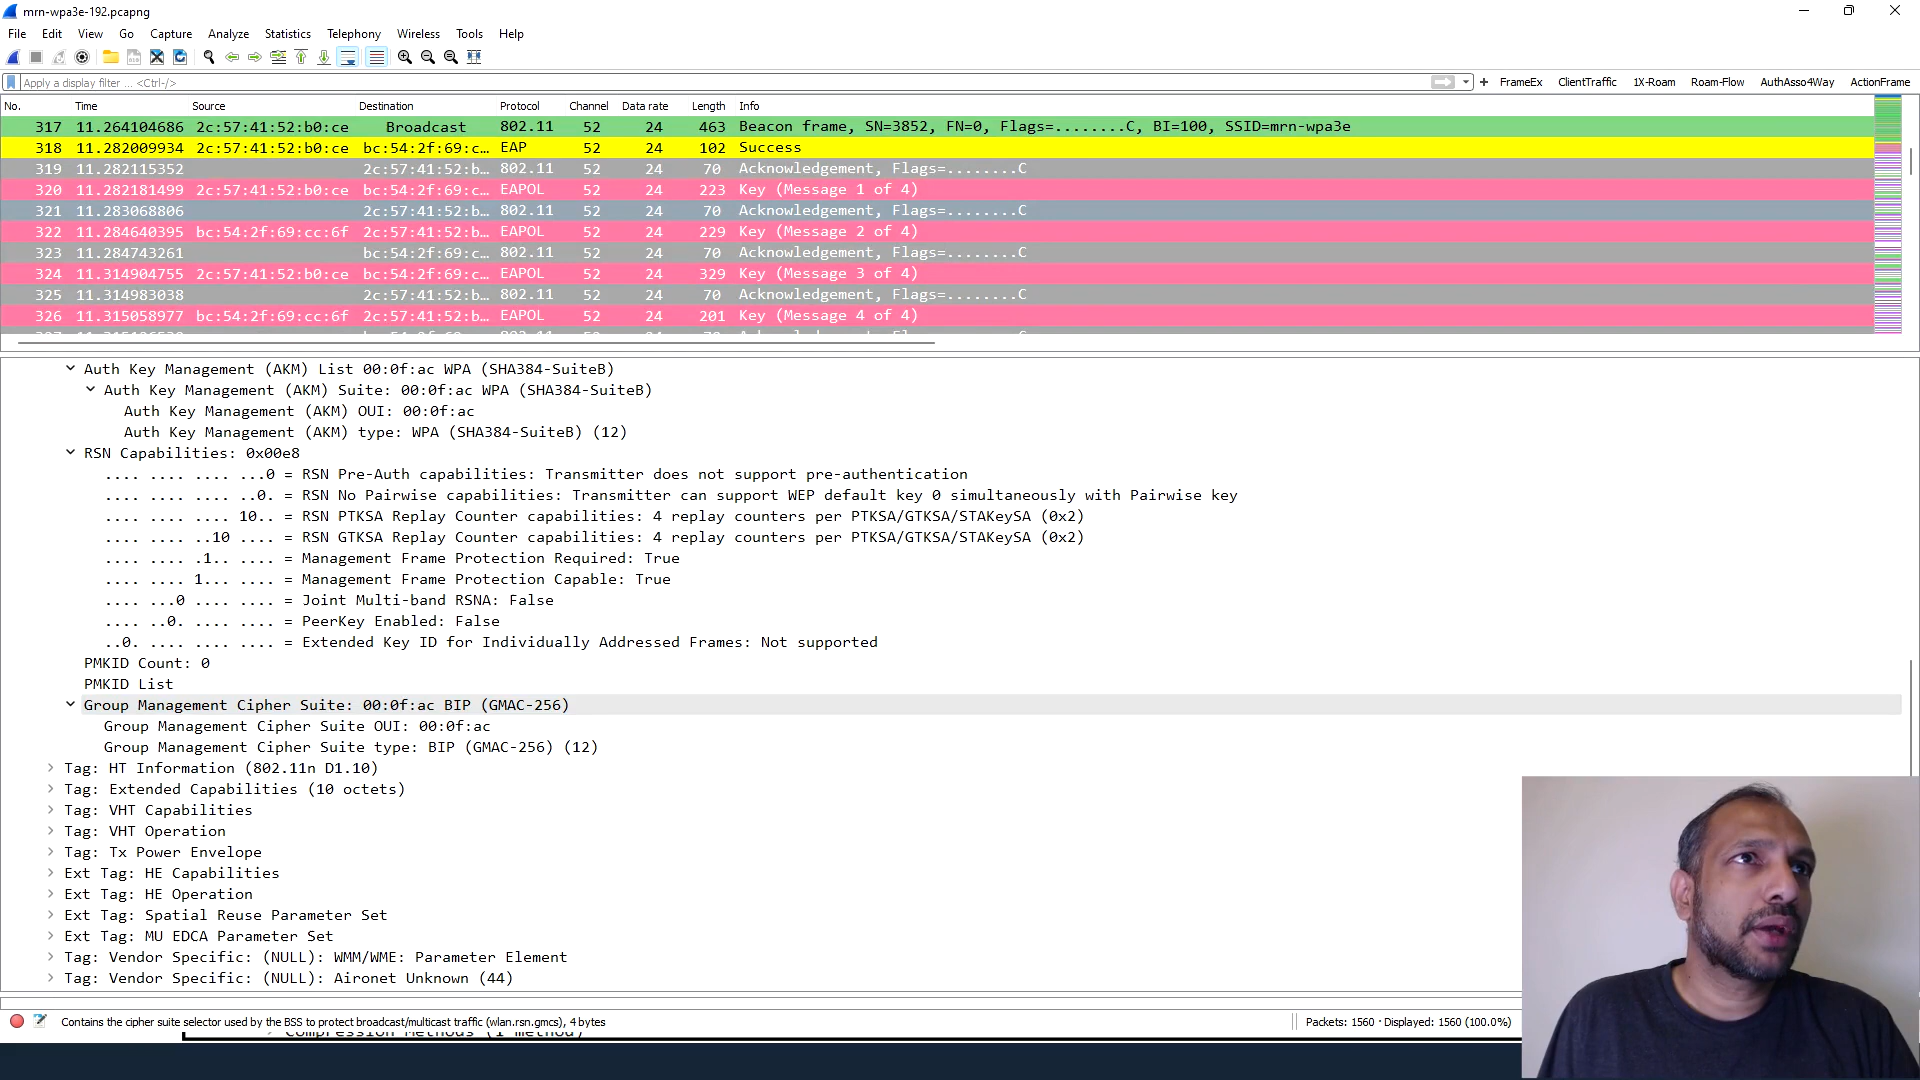 mrn-wpa3e-192.pcapng
File Edit View Go Capture Analyze Statistics Telephony Wireless Tools Help
Apply a display filter ... <Ctrl-/>
+ FrameEx ClientTraffic 1X-Roam Roam-Flow AuthAsso4Way ActionFrame
No. Time Source Destination Protocol Channel Data rate Length Info
317 11.264104686 2c:57:41:52:b0:ce Broadcast 802.11 52 24 463 Beacon frame, SN=3852, FN=0, Flags=........C, BI=100, SSID=mrn-wpa3e
318 11.282009934 2c:57:41:52:b0:ce bc:54:2f:69:c… EAP 52 24 102 Success
319 11.282115352 2c:57:41:52:b… 802.11 52 24 70 Acknowledgement, Flags=........C
320 11.282181499 2c:57:41:52:b0:ce bc:54:2f:69:c… EAPOL 52 24 223 Key (Message 1 of 4)
321 11.283068806 2c:57:41:52:b… 802.11 52 24 70 Acknowledgement, Flags=........C
322 11.284640395 bc:54:2f:69:cc:6f 2c:57:41:52:b… EAPOL 52 24 229 Key (Message 2 of 4)
323 11.284743261 bc:54:2f:69:c… 802.11 52 24 70 Acknowledgement, Flags=........C
324 11.314904755 2c:57:41:52:b0:ce bc:54:2f:69:c… EAPOL 52 24 329 Key (Message 3 of 4)
325 11.314983038 2c:57:41:52:b… 802.11 52 24 70 Acknowledgement, Flags=........C
326 11.315058977 bc:54:2f:69:cc:6f 2c:57:41:52:b… EAPOL 52 24 201 Key (Message 4 of 4)
Auth Key Management (AKM) List 00:0f:ac WPA (SHA384-SuiteB)
Auth Key Management (AKM) Suite: 00:0f:ac WPA (SHA384-SuiteB)
Auth Key Management (AKM) OUI: 00:0f:ac
Auth Key Management (AKM) type: WPA (SHA384-SuiteB) (12)
RSN Capabilities: 0x00e8
.... .... .... ...0 = RSN Pre-Auth capabilities: Transmitter does not support pre-authentication
.... .... .... ..0. = RSN No Pairwise capabilities: Transmitter can support WEP default key 0 simultaneously with Pairwise key
.... .... .... 10.. = RSN PTKSA Replay Counter capabilities: 4 replay counters per PTKSA/GTKSA/STAKeySA (0x2)
.... .... ..10 .... = RSN GTKSA Replay Counter capabilities: 4 replay counters per PTKSA/GTKSA/STAKeySA (0x2)
.... .... .1.. .... = Management Frame Protection Required: True
.... .... 1... .... = Management Frame Protection Capable: True
.... ...0 .... .... = Joint Multi-band RSNA: False
.... ..0. .... .... = PeerKey Enabled: False
..0. .... .... .... = Extended Key ID for Individually Addressed Frames: Not supported
PMKID Count: 0
PMKID List
Group Management Cipher Suite: 00:0f:ac BIP (GMAC-256)
Group Management Cipher Suite OUI: 00:0f:ac
Group Management Cipher Suite type: BIP (GMAC-256) (12)
Tag: HT Information (802.11n D1.10)
Tag: Extended Capabilities (10 octets)
Tag: VHT Capabilities
Tag: VHT Operation
Tag: Tx Power Envelope
Ext Tag: HE Capabilities
Ext Tag: HE Operation
Ext Tag: Spatial Reuse Parameter Set
Ext Tag: MU EDCA Parameter Set
Tag: Vendor Specific: (NULL): WMM/WME: Parameter Element
Tag: Vendor Specific: (NULL): Aironet Unknown (44)
Contains the cipher suite selector used by the BSS to protect broadcast/multicast traffic (wlan.rsn.gmcs), 4 bytes
Packets: 1560 · Displayed: 1560 (100.0%)
Compression Methods (1 method)